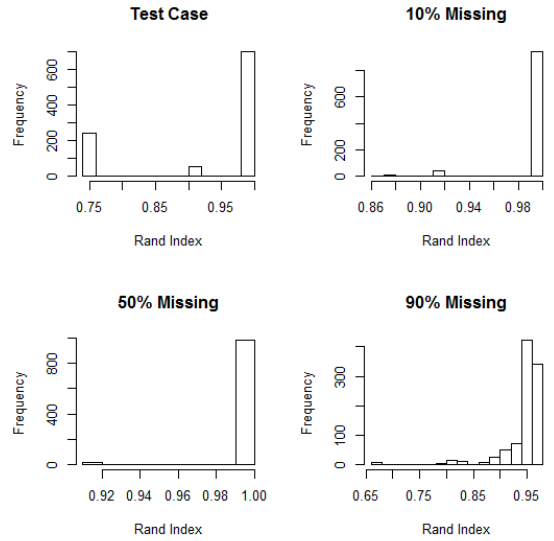 Test Case
Frequency
0 200 400 600
0.75 0.85 0.95
Rand Index
10% Missing
Frequency
0 200 600
0.86 0.90 0.94 0.98
Rand Index
50% Missing
Frequency
0 400 800
0.92 0.94 0.96 0.98 1.00
Rand Index
90% Missing
Frequency
0 100 300
0.65 0.75 0.85 0.95
Rand Index